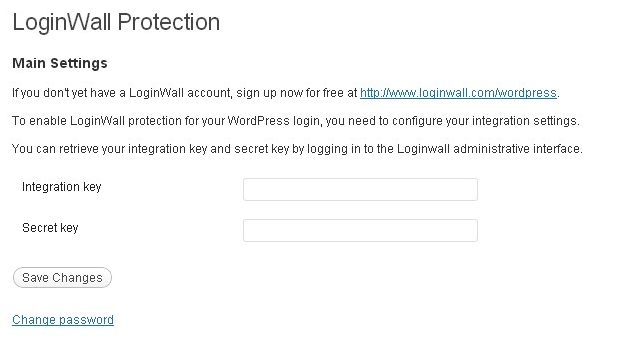 LoginWall Protection
Main Settings
If you don't yet have a LoginWall account, sign up now for free at http://www.loginwall.com/wordpress.
To enable LoginWall protection for your WordPress login, you need to configure your integration settings.
You can retrieve your integration key and secret key by logging in to the Loginwall administrative interface.
Integration key
Secret key
Save Changes
Change password